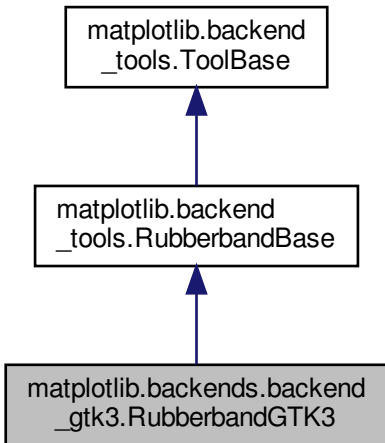 matplotlib.backend
_tools.ToolBase
matplotlib.backend
_tools.RubberbandBase
matplotlib.backends.backend
_gtk3.RubberbandGTK3